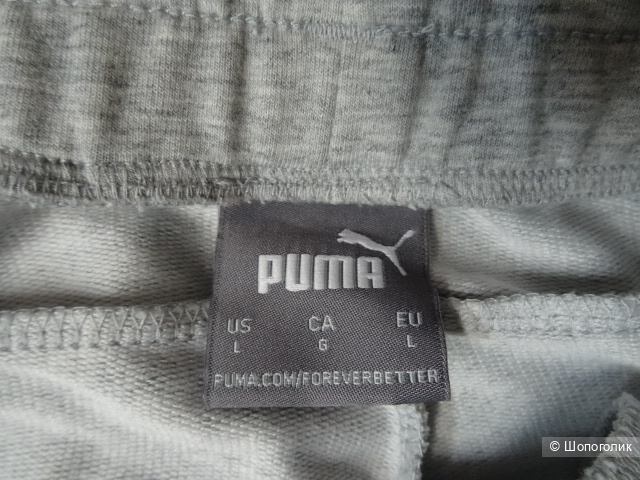 PUMA
US CA EU
L G L
PUMA.COM/FOREVERBETTER
© Шопоголик